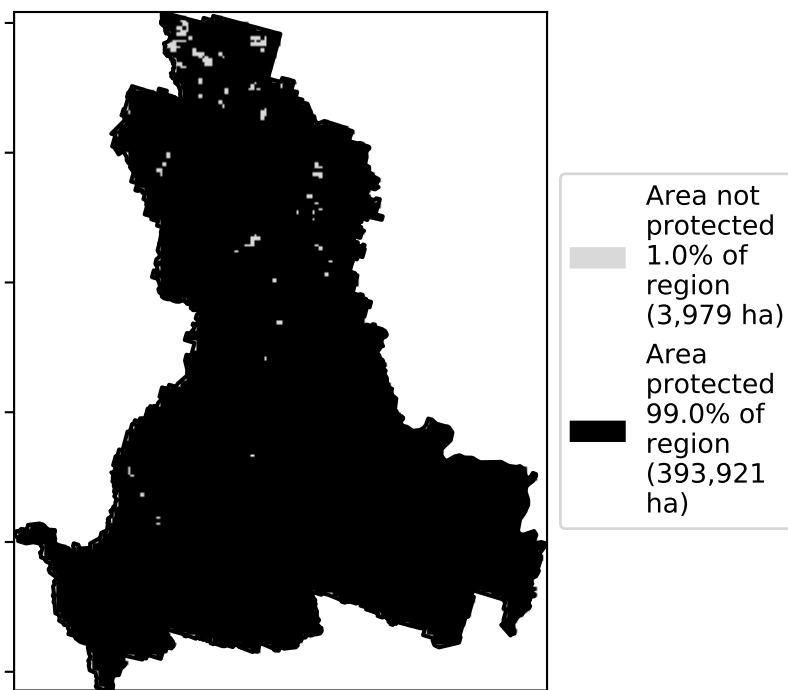 Area not
protected
1.0% of
region
(3,979 ha)
Area
protected
99.0% of
region
(393,921
ha)